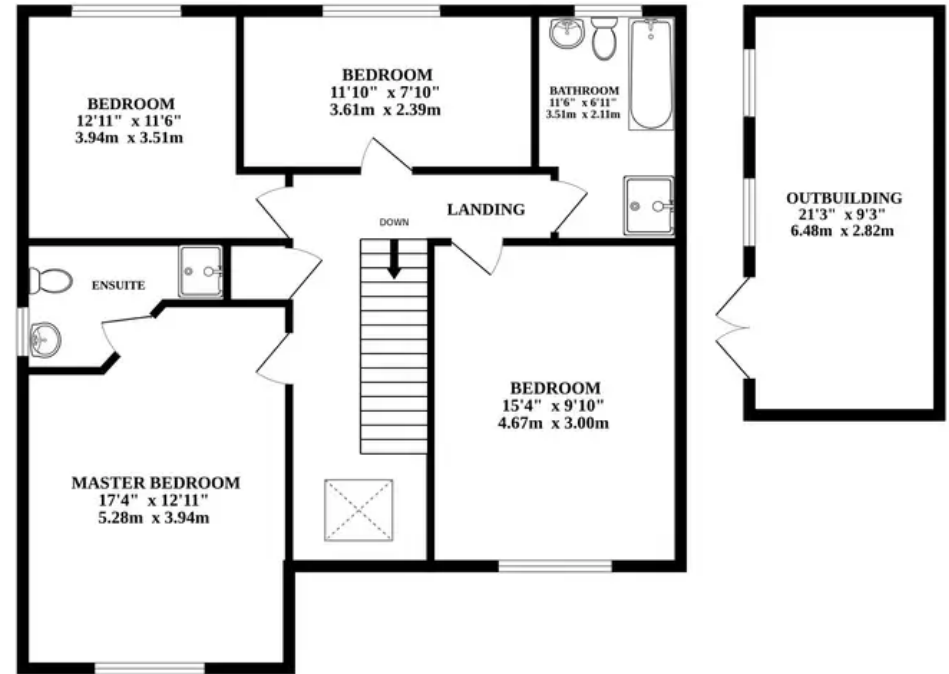 BEDROOM
12'11" x 11'6"
3.94m x 3.51m
BEDROOM
11'10" x 7'10"
3.61m x 2.39m
BATHROOM
11'6" x 6'11"
3.51m x 2.11m
OUTBUILDING
21'3" x 9'3"
6.48m x 2.82m
LANDING
DOWN
ENSUITE
BEDROOM
15'4" x 9'10"
4.67m x 3.00m
MASTER BEDROOM
17'4" x 12'11"
5.28m x 3.94m